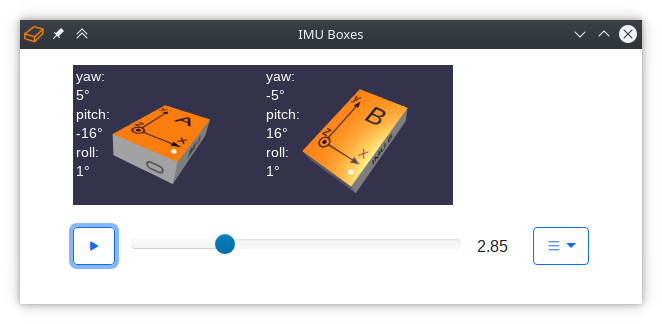 IMU Boxes
yaw:
5°
pitch:
-16°
roll:
1°
A
y
x
z
yaw:
-5°
pitch:
16°
roll:
1°
B
y
x
z
IMU B
2.85